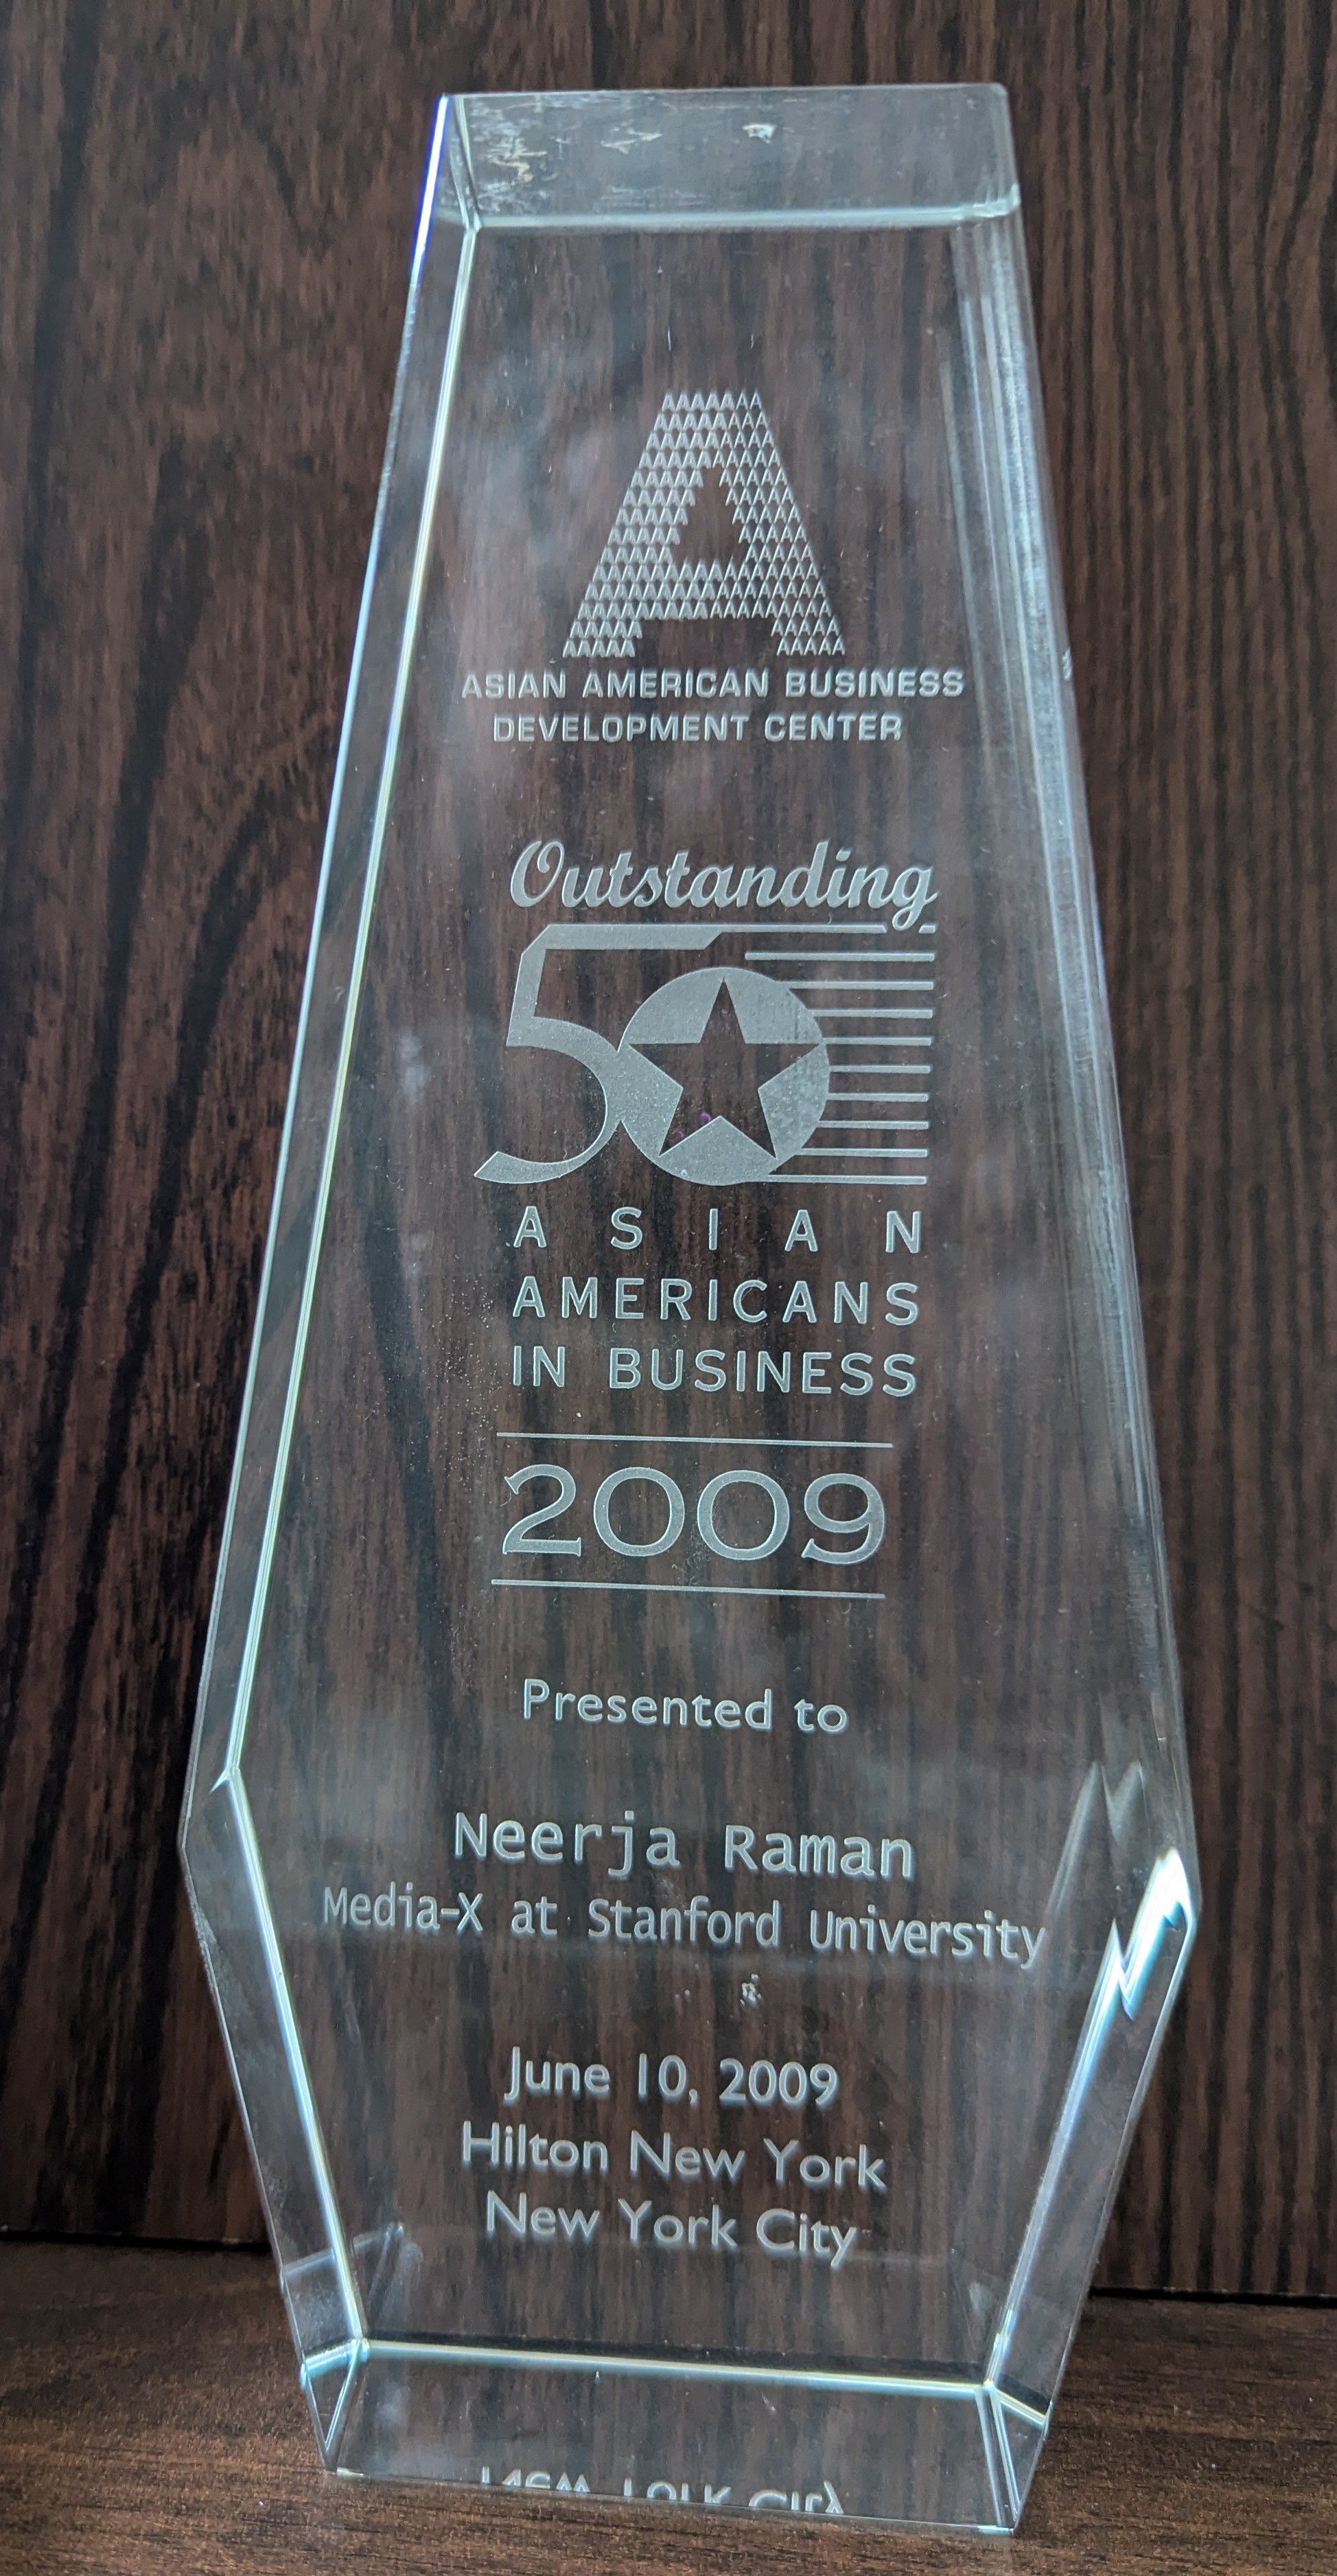 A
ASIAN AMERICAN BUSINESS
DEVELOPMENT CENTER
Outstanding
50
ASIAN
AMERICANS
IN BUSINESS
2009
Presented to
Neerja Raman
Media-X at Stanford University
June 10, 2009
Hilton New York
New York City